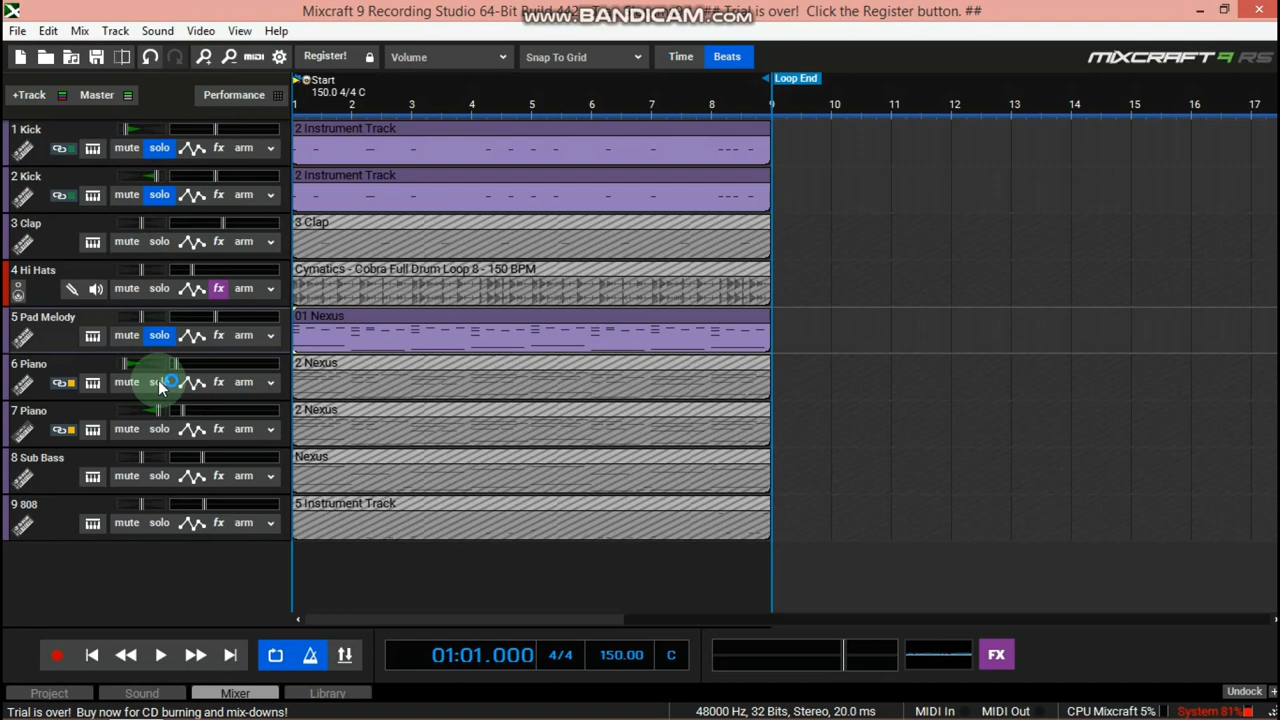 Mixcraft 9 Recording Studio 64-Bit Build 442
## Trial is over!  Click the Register button. ##
www.BANDICAM.com
File Edit Mix Track Sound Video View Help
Register! Volume Snap To Grid Time Beats MIXCRAFT 9 RS
Start Loop End
150.0 4/4 C
+Track Master Performance
1 2 3 4 5 6 7 8 9 10 11 12 13 14 15 16 17
1 Kick 2 Instrument Track
mute solo fx arm
2 Kick 2 Instrument Track
mute solo fx arm
3 Clap 3 Clap
mute solo fx arm
4 Hi Hats Cymatics - Cobra Full Drum Loop 8 - 150 BPM
mute solo fx arm
5 Pad Melody 01 Nexus
mute solo fx arm
6 Piano 2 Nexus
mute solo fx arm
7 Piano 2 Nexus
mute solo fx arm
8 Sub Bass Nexus
mute solo fx arm
9 808 5 Instrument Track
mute solo fx arm
01:01.000 4/4 150.00 C FX
Project Sound Mixer Library Undock
Trial is over! Buy now for CD burning and mix-downs! 48000 Hz, 32 Bits, Stereo, 20.0 ms MIDI In MIDI Out CPU Mixcraft 5% System 81%